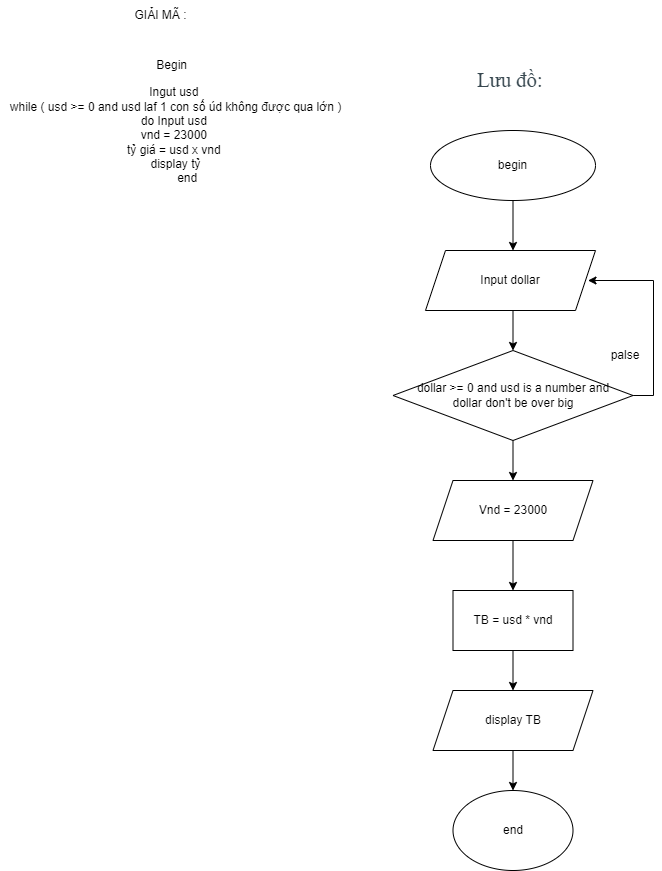 GIẢI MÃ :
Begin
Ingut usd
while ( usd >= 0 and usd laf 1 con số úd không được qua lớn )
do Input usd
vnd = 23000
tỷ giá = usd x vnd
display tỷ
end
Lưu đồ:
begin
Input dollar
palse
dollar >= 0 and usd is a number and
dollar don't be over big
Vnd = 23000
TB = usd * vnd
display TB
end